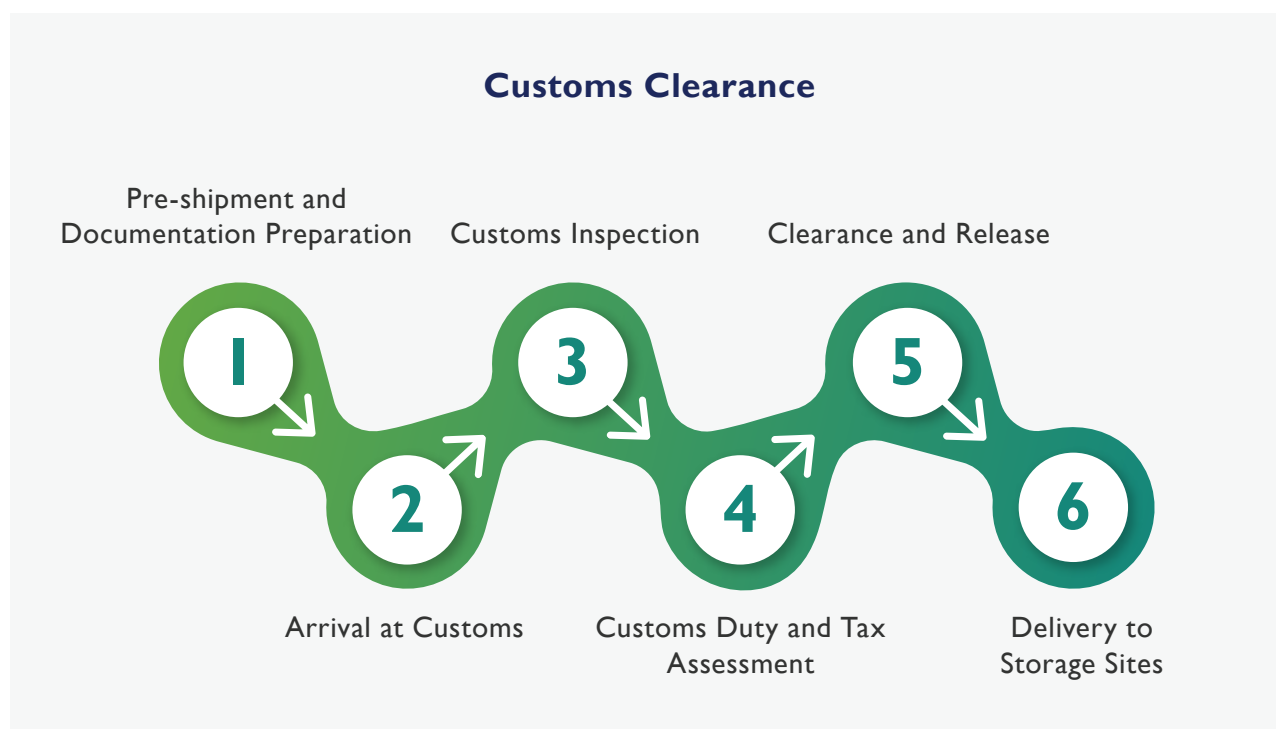 Customs Clearance
Pre-shipment and
Documentation Preparation
Customs Inspection
Clearance and Release
1
3
5
2
4
6
Arrival at Customs
Customs Duty and Tax
Assessment
Delivery to
Storage Sites